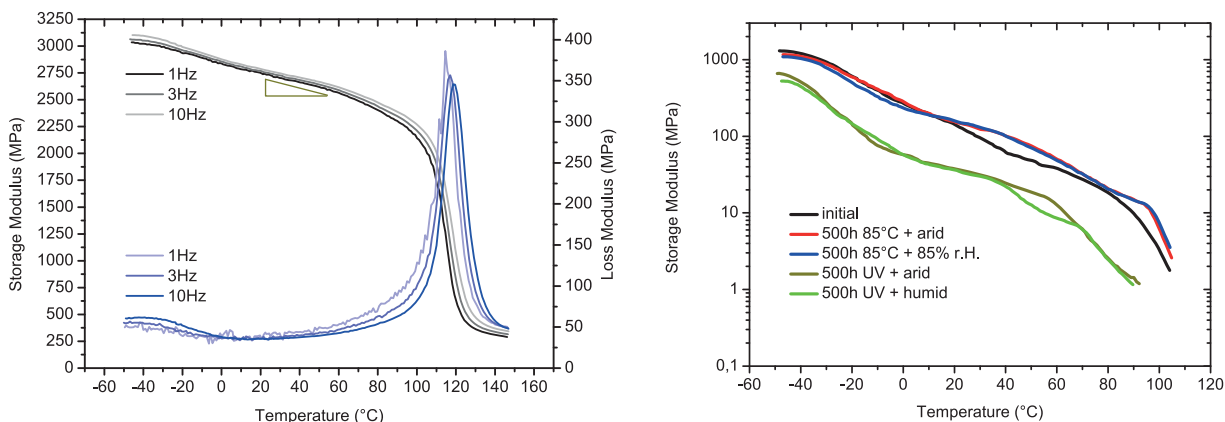 3250
3000
2750
2500
2250
2000
1750
1500
1250
1000
750
500
250
0
Storage Modulus (MPa)
1Hz
3Hz
10Hz
1Hz
3Hz
10Hz
400
350
300
250
200
150
100
50
0
Loss Modulus (MPa)
-60 -40 -20 0 20 40 60 80 100 120 140 160
Temperature (°C)
1000
100
10
1
0,1
Storage Modulus (MPa)
initial
500h 85°C + arid
500h 85°C + 85% r.H.
500h UV + arid
500h UV + humid
-60 -40 -20 0 20 40 60 80 100 120
Temperature (°C)